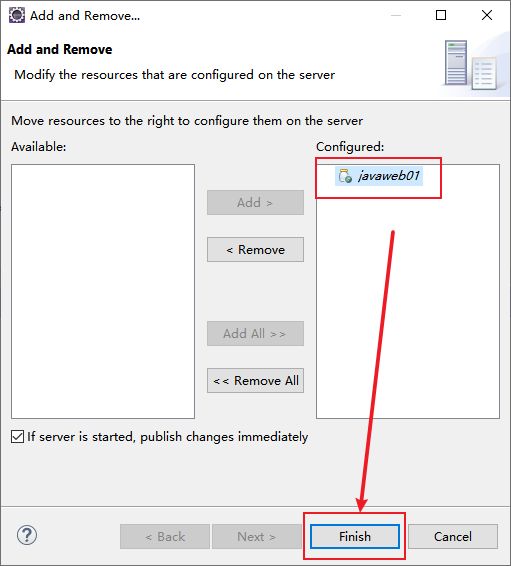 Add and Remove...
Add and Remove
Modify the resources that are configured on the server
Move resources to the right to configure them on the server
Available:
Configured:
javaweb01
Add >
< Remove
Add All >>
<< Remove All
If server is started, publish changes immediately
?
< Back
Next >
Finish
Cancel